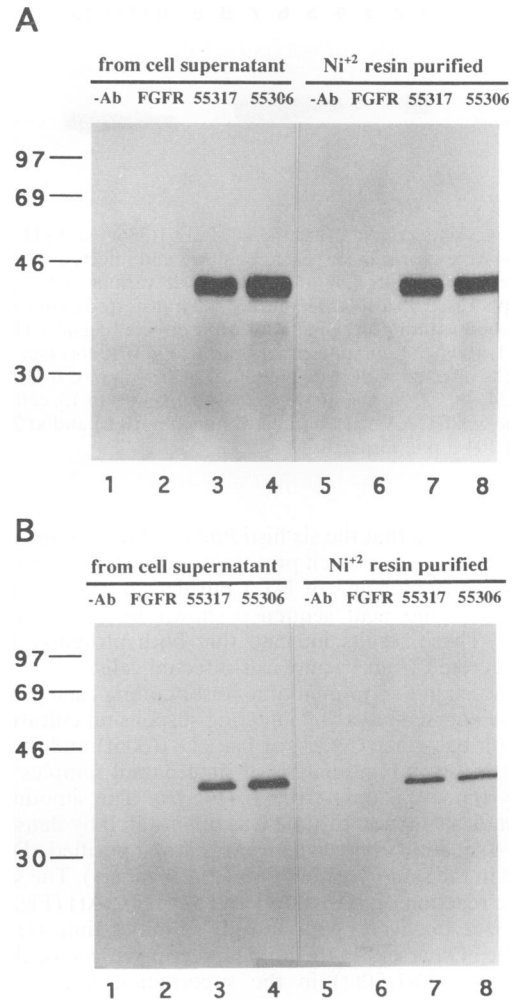 A
from cell supernatant Ni+2 resin purified
-Ab FGFR 55317 55306 -Ab FGFR 55317 55306
97
69
46
30
1 2 3 4 5 6 7 8
B
from cell supernatant Ni+2 resin purified
-Ab FGFR 55317 55306 -Ab FGFR 55317 55306
97
69
46
30
1 2 3 4 5 6 7 8